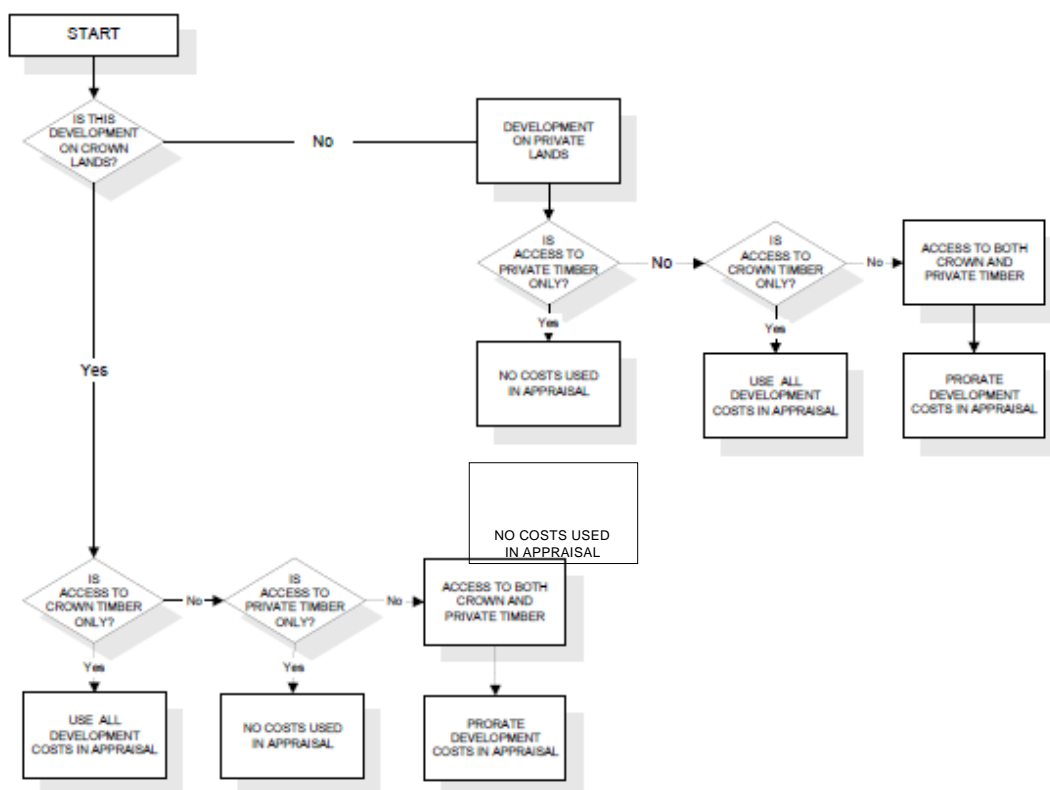 START
IS THIS
DEVELOPMENT
ON CROWN
LANDS?
No
DEVELOPMENT
ON PRIVATE
LANDS
IS
ACCESS TO
PRIVATE TIMBER
ONLY?
No
IS
ACCESS TO
CROWN TIMBER
ONLY?
No
ACCESS TO BOTH
CROWN AND
PRIVATE TIMBER
Yes
Yes
NO COSTS USED
IN APPRAISAL
USE ALL
DEVELOPMENT
COSTS IN APPRAISAL
PRORATE
DEVELOPMENT
COSTS IN APPRAISAL
Yes
NO COSTS USED
IN APPRAISAL
IS
ACCESS TO
CROWN TIMBER
ONLY?
No
IS
ACCESS TO
PRIVATE TIMBER
ONLY?
No
ACCESS TO BOTH
CROWN AND
PRIVATE TIMBER
Yes
Yes
USE ALL
DEVELOPMENT
COSTS IN APPRAISAL
NO COSTS USED
IN APPRAISAL
PRORATE
DEVELOPMENT
COSTS IN APPRAISAL